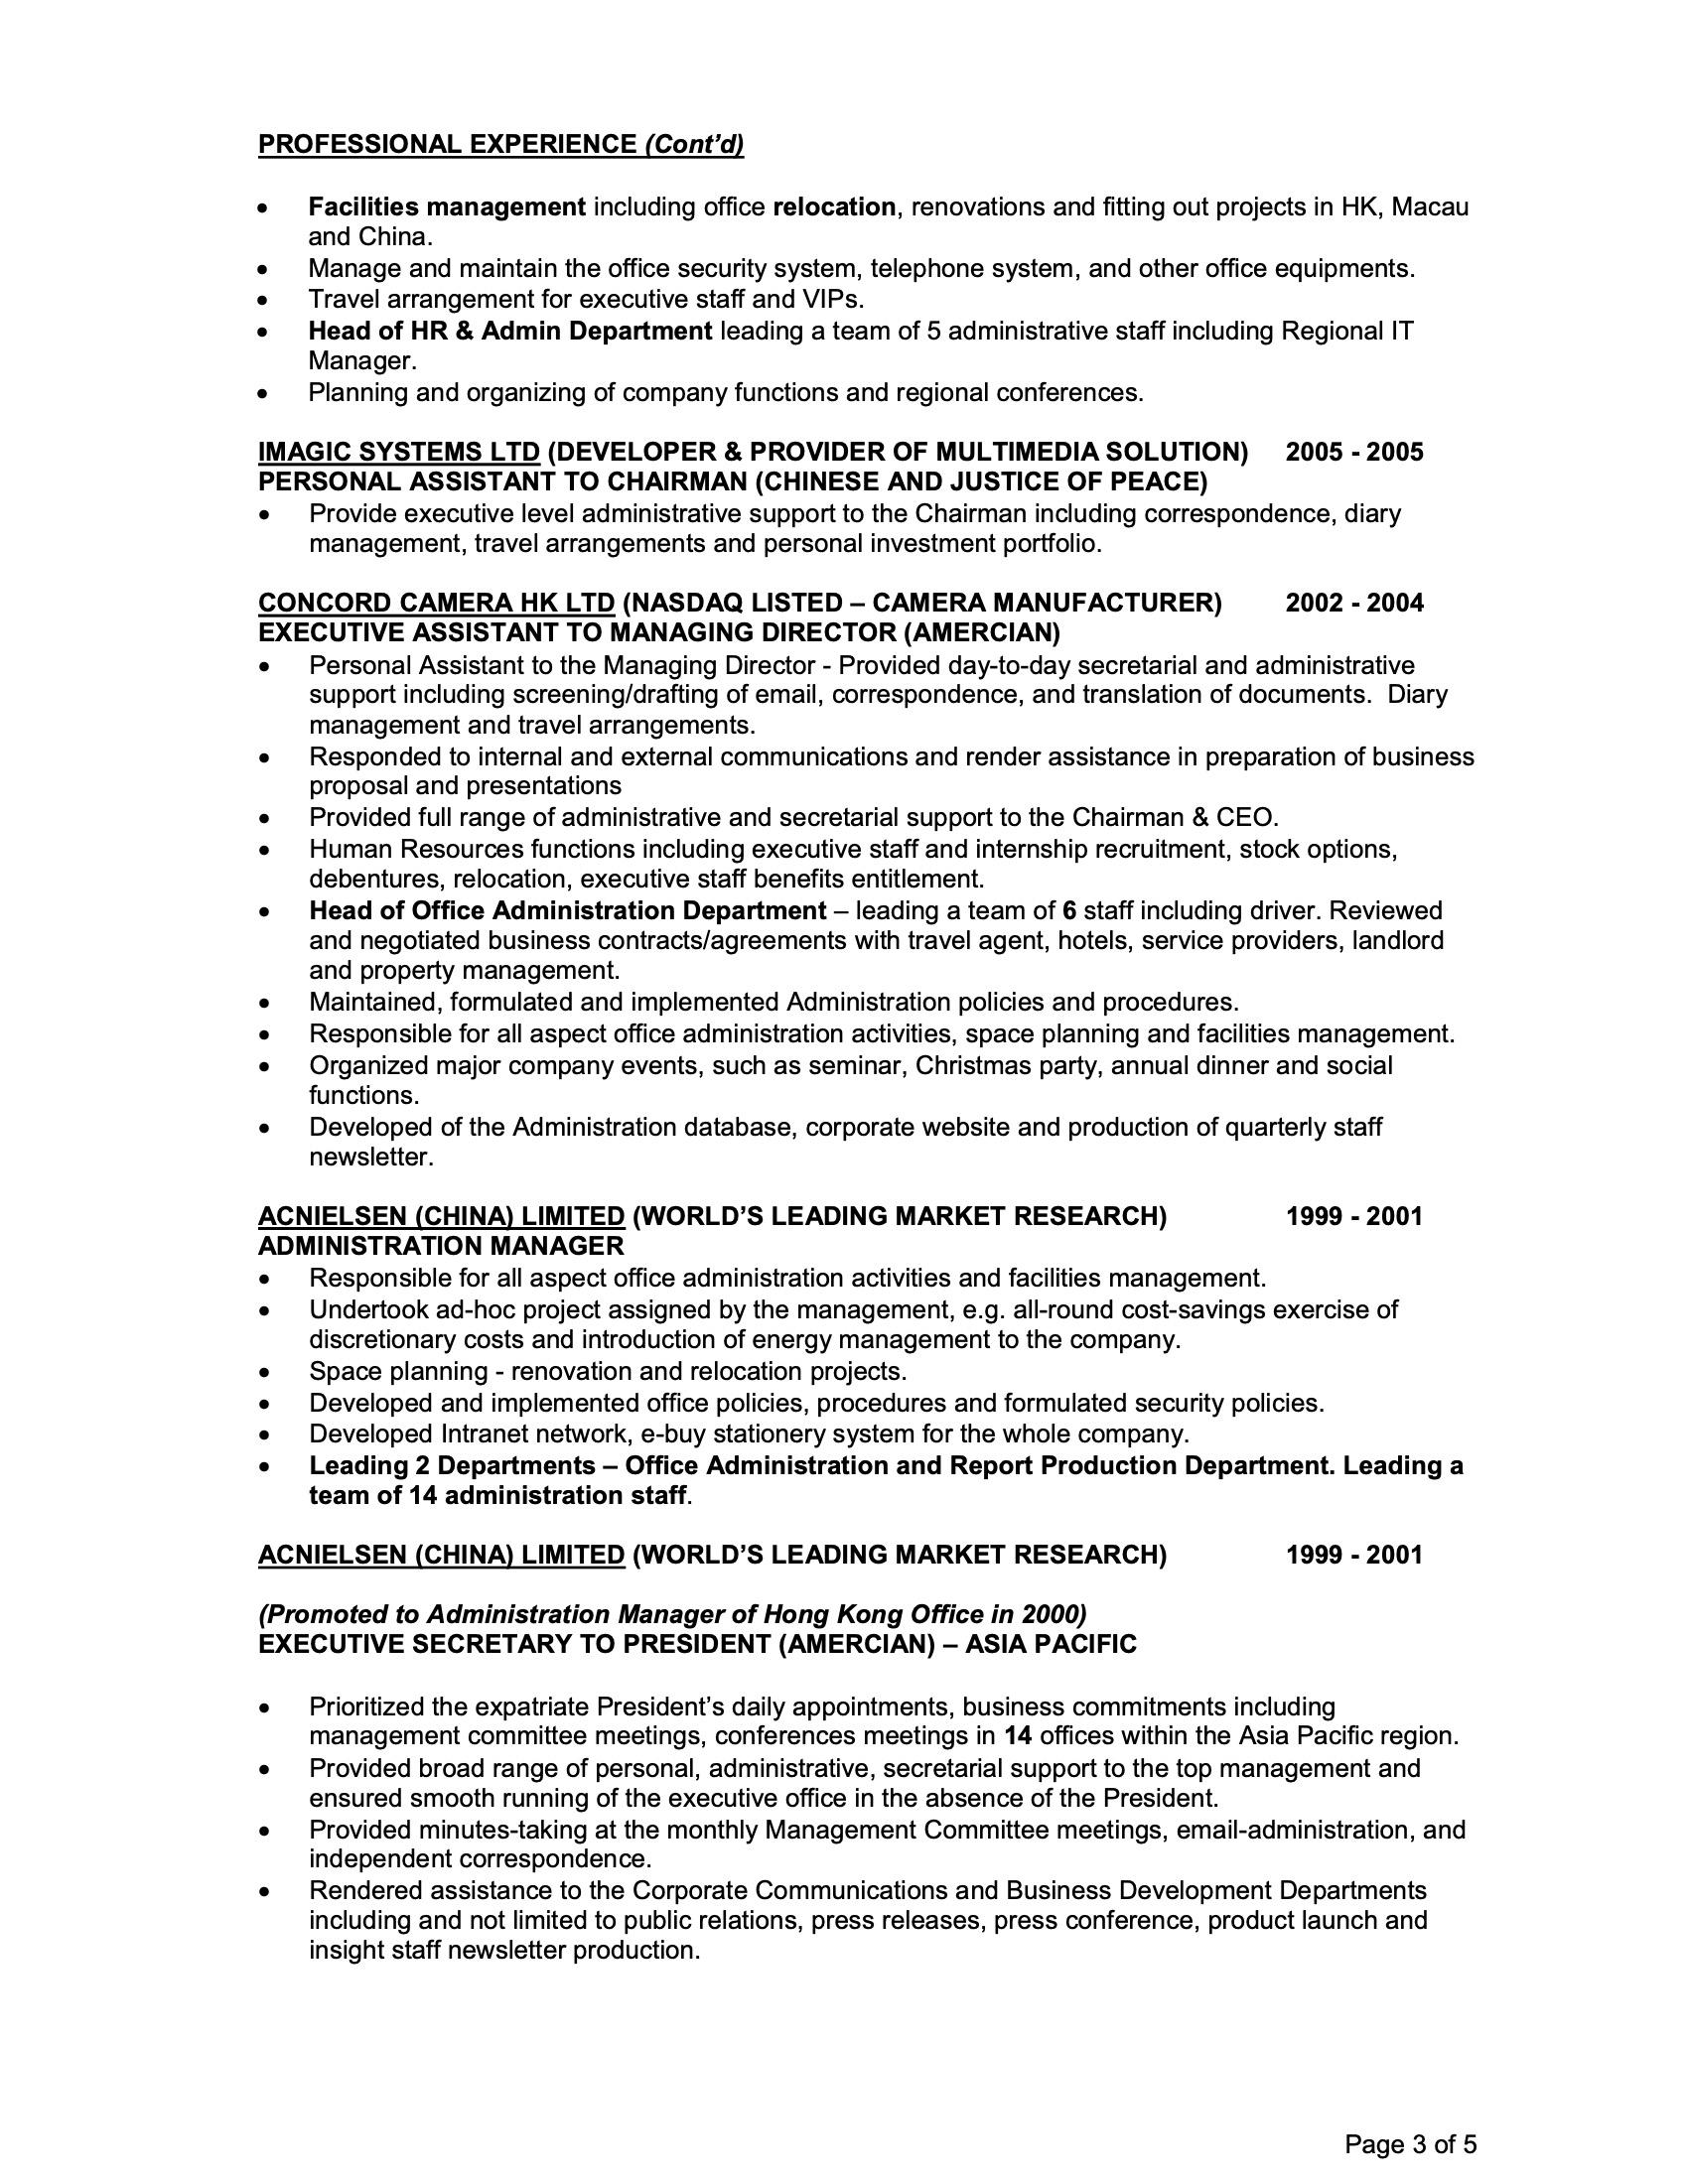 PROFESSIONAL EXPERIENCE (Cont’d)
• Facilities management including office relocation, renovations and fitting out projects in HK, Macau
and China.
• Manage and maintain the office security system, telephone system, and other office equipments.
• Travel arrangement for executive staff and VIPs.
• Head of HR & Admin Department leading a team of 5 administrative staff including Regional IT
Manager.
• Planning and organizing of company functions and regional conferences.
IMAGIC SYSTEMS LTD (DEVELOPER & PROVIDER OF MULTIMEDIA SOLUTION) 2005 - 2005
PERSONAL ASSISTANT TO CHAIRMAN (CHINESE AND JUSTICE OF PEACE)
• Provide executive level administrative support to the Chairman including correspondence, diary
management, travel arrangements and personal investment portfolio.
CONCORD CAMERA HK LTD (NASDAQ LISTED – CAMERA MANUFACTURER) 2002 - 2004
EXECUTIVE ASSISTANT TO MANAGING DIRECTOR (AMERCIAN)
• Personal Assistant to the Managing Director - Provided day-to-day secretarial and administrative
support including screening/drafting of email, correspondence, and translation of documents.  Diary
management and travel arrangements.
• Responded to internal and external communications and render assistance in preparation of business
proposal and presentations
• Provided full range of administrative and secretarial support to the Chairman & CEO.
• Human Resources functions including executive staff and internship recruitment, stock options,
debentures, relocation, executive staff benefits entitlement.
• Head of Office Administration Department – leading a team of 6 staff including driver. Reviewed
and negotiated business contracts/agreements with travel agent, hotels, service providers, landlord
and property management.
• Maintained, formulated and implemented Administration policies and procedures.
• Responsible for all aspect office administration activities, space planning and facilities management.
• Organized major company events, such as seminar, Christmas party, annual dinner and social
functions.
• Developed of the Administration database, corporate website and production of quarterly staff
newsletter.
ACNIELSEN (CHINA) LIMITED (WORLD’S LEADING MARKET RESEARCH) 1999 - 2001
ADMINISTRATION MANAGER
• Responsible for all aspect office administration activities and facilities management.
• Undertook ad-hoc project assigned by the management, e.g. all-round cost-savings exercise of
discretionary costs and introduction of energy management to the company.
• Space planning - renovation and relocation projects.
• Developed and implemented office policies, procedures and formulated security policies.
• Developed Intranet network, e-buy stationery system for the whole company.
• Leading 2 Departments – Office Administration and Report Production Department. Leading a
team of 14 administration staff.
ACNIELSEN (CHINA) LIMITED (WORLD’S LEADING MARKET RESEARCH) 1999 - 2001
(Promoted to Administration Manager of Hong Kong Office in 2000)
EXECUTIVE SECRETARY TO PRESIDENT (AMERCIAN) – ASIA PACIFIC
• Prioritized the expatriate President’s daily appointments, business commitments including
management committee meetings, conferences meetings in 14 offices within the Asia Pacific region.
• Provided broad range of personal, administrative, secretarial support to the top management and
ensured smooth running of the executive office in the absence of the President.
• Provided minutes-taking at the monthly Management Committee meetings, email-administration, and
independent correspondence.
• Rendered assistance to the Corporate Communications and Business Development Departments
including and not limited to public relations, press releases, press conference, product launch and
insight staff newsletter production.
Page 3 of 5